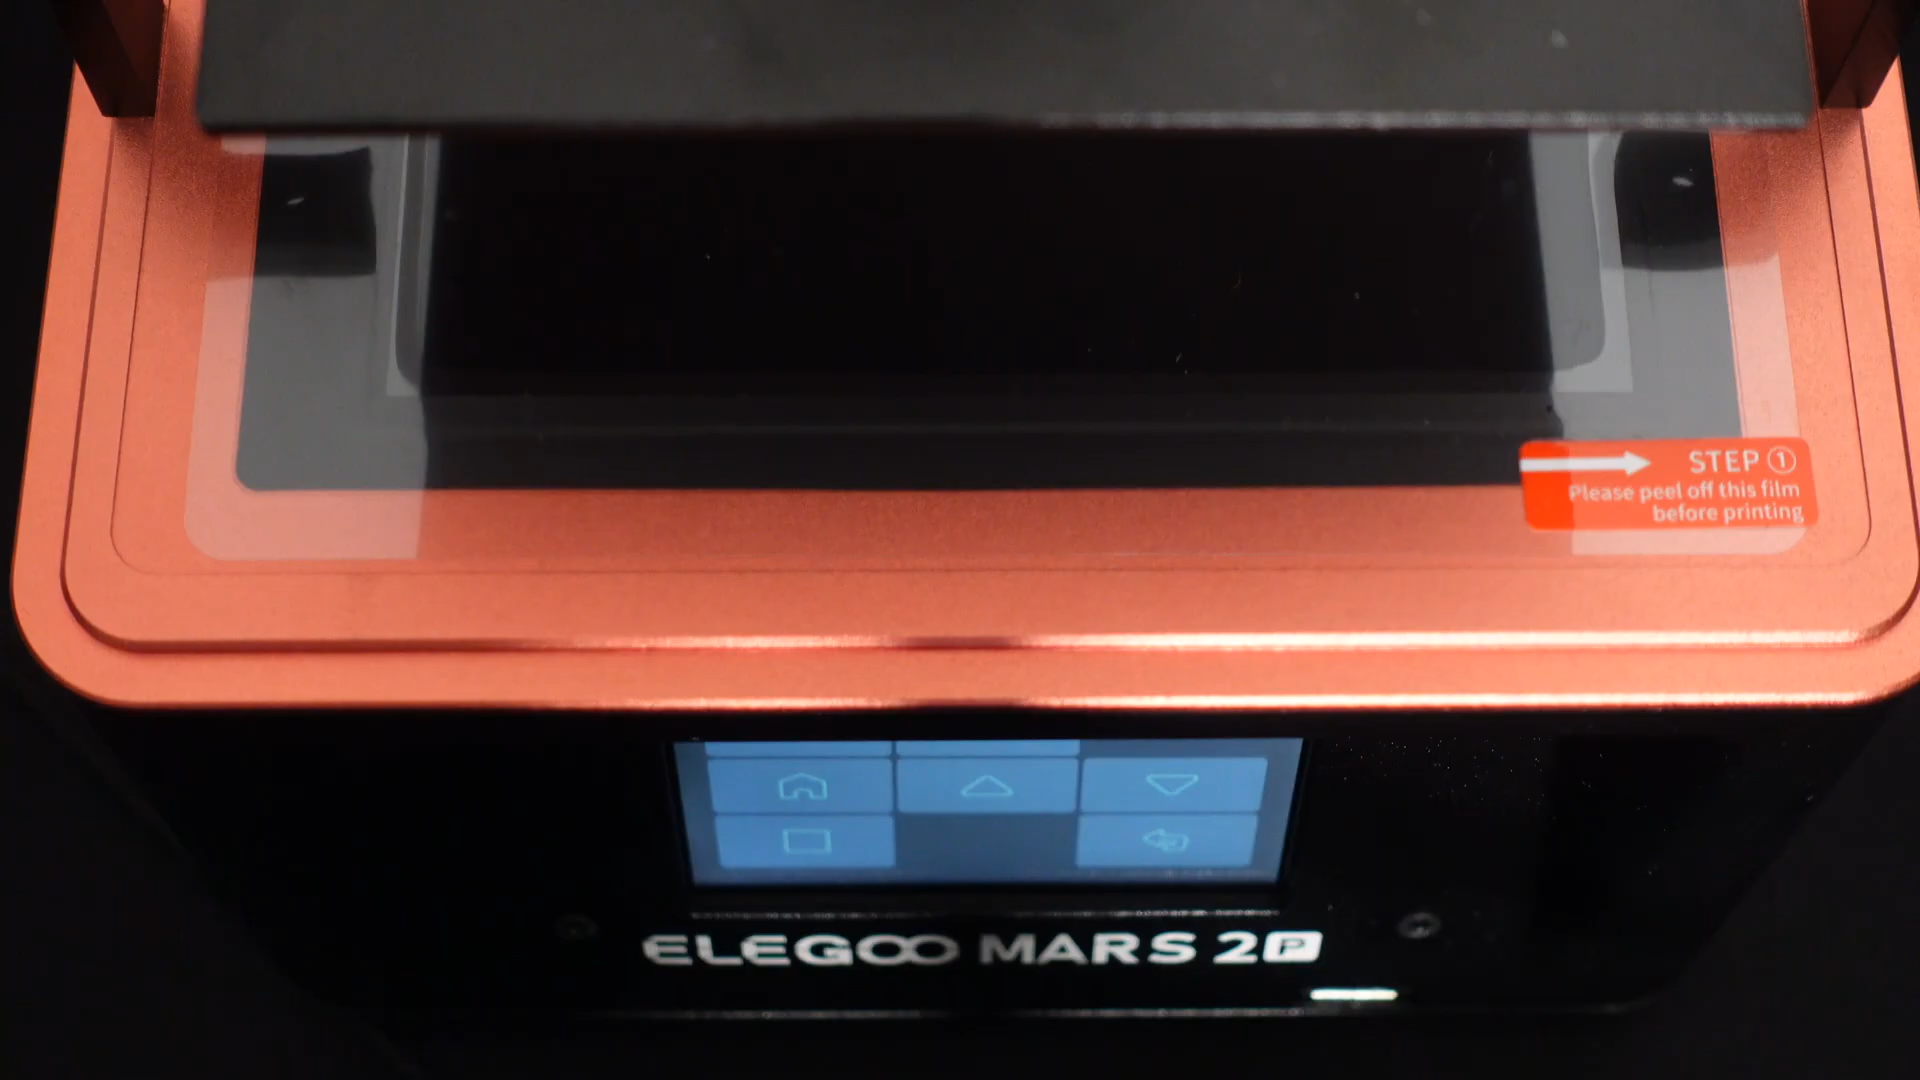 STEP ①
Please peel off this film
before printing
ELEGOO MARS 2P